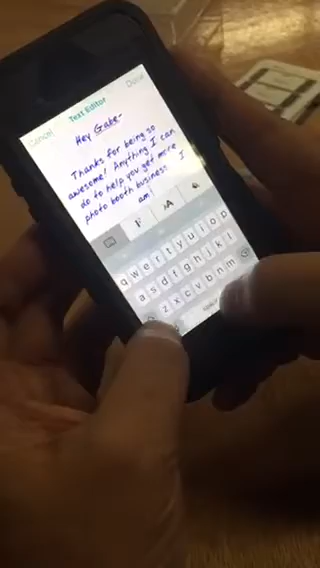 Cancel Text Editor Done
Hey Gabe-
Thanks for being so
awesome! Anything I can
do to help you get more
photo booth business I
am
q w e r t y u i o p
a s d f g h j k l
z x c v b n m